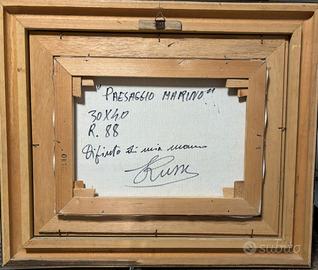 "PAESAGGIO MARINO"
30X40
R. 88
Dipinto di mia mano
subito